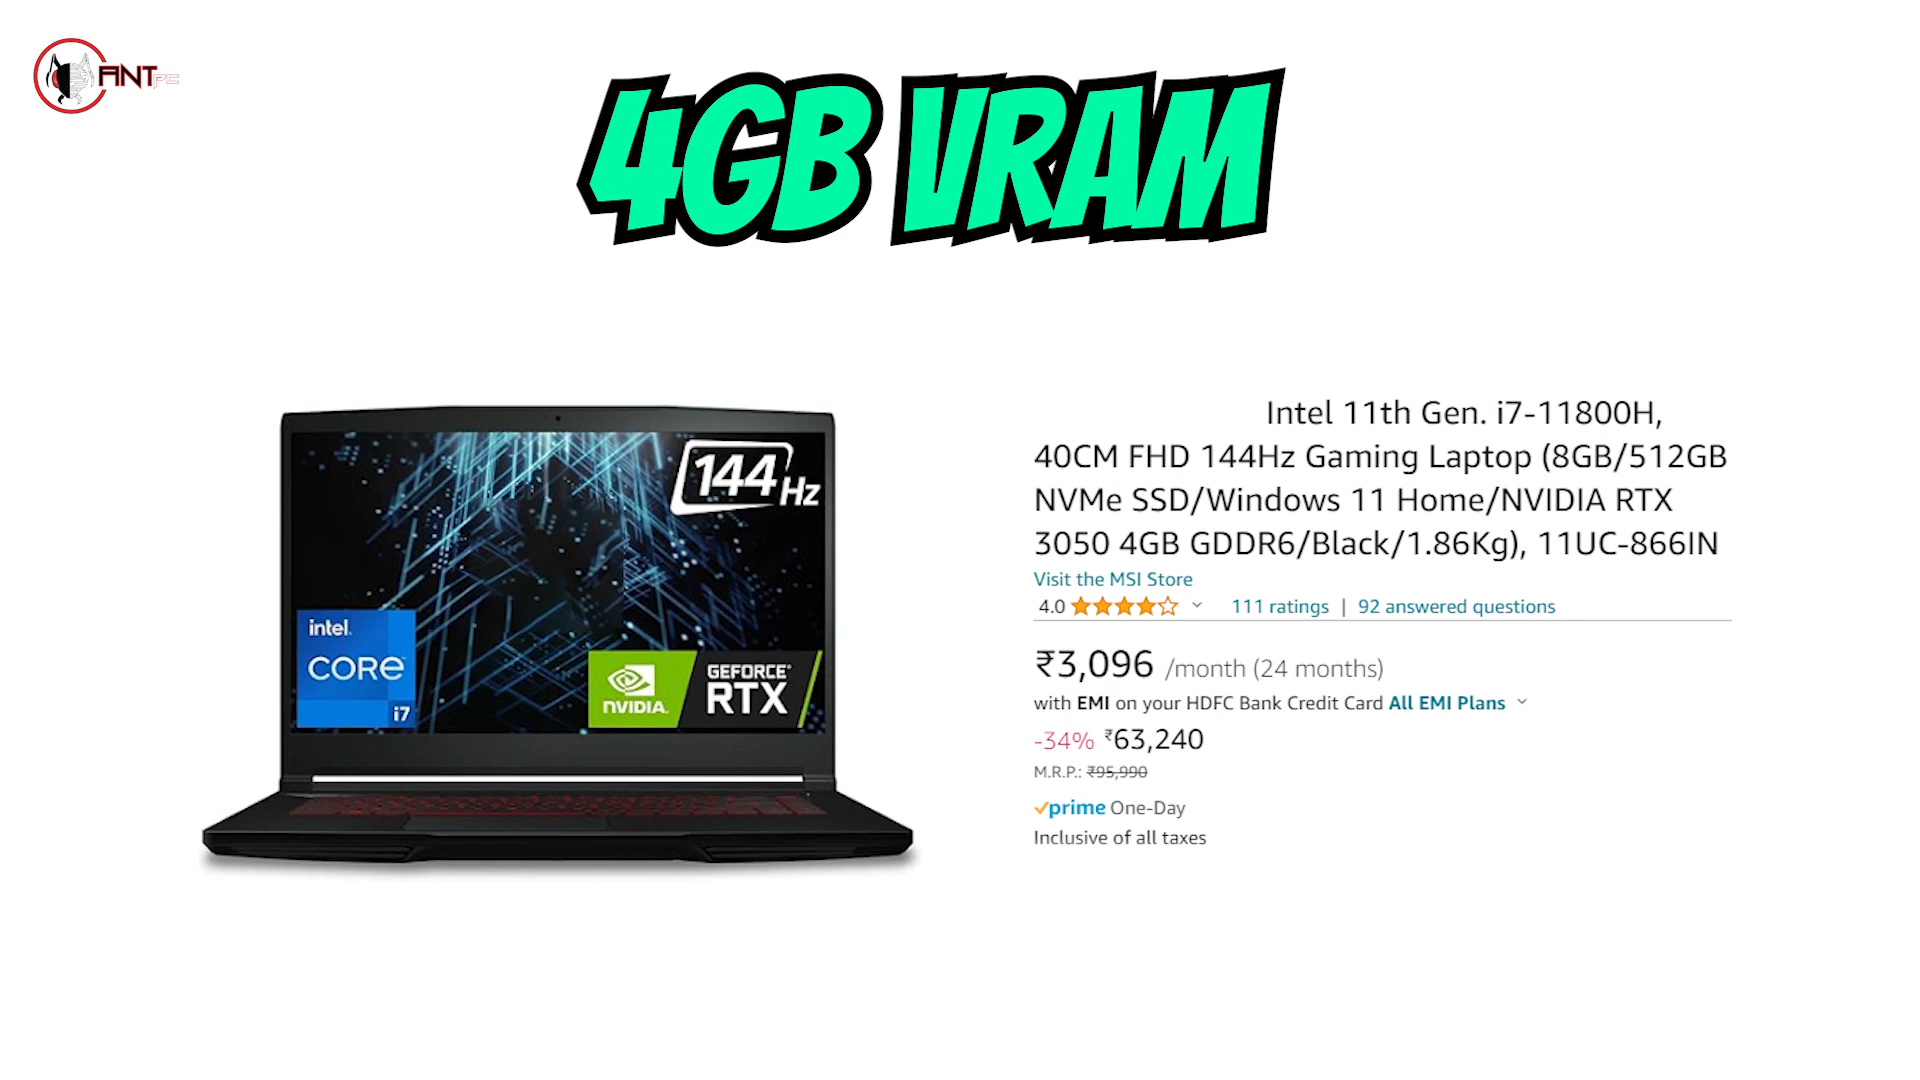 ANT PC
4GB VRAM
144Hz
intel.
CORE
i7
NVIDIA.
GEFORCE
RTX
Intel 11th Gen. i7-11800H,
40CM FHD 144Hz Gaming Laptop (8GB/512GB
NVMe SSD/Windows 11 Home/NVIDIA RTX
3050 4GB GDDR6/Black/1.86Kg), 11UC-866IN
Visit the MSI Store
4.0 111 ratings | 92 answered questions
₹3,096 /month (24 months)
with EMI on your HDFC Bank Credit Card All EMI Plans
-34% ₹63,240
M.R.P.: ₹95,990
prime One-Day
Inclusive of all taxes